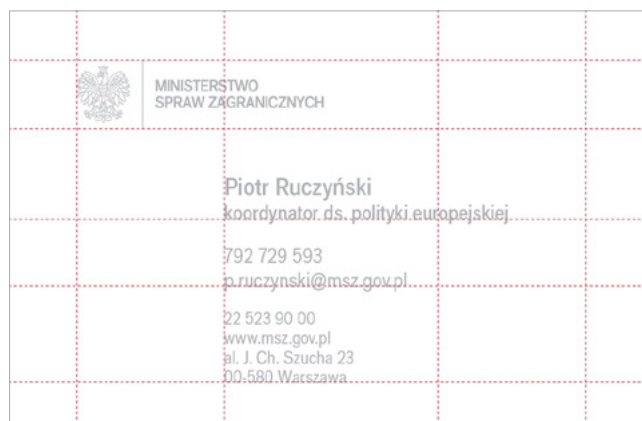 MINISTERSTWO
SPRAW ZAGRANICZNYCH
Piotr Ruczyński
koordynator ds. polityki europejskiej
792 729 593
p.ruczynski@msz.gov.pl
22 523 90 00
www.msz.gov.pl
al. J. Ch. Szucha 23
00-580 Warszawa